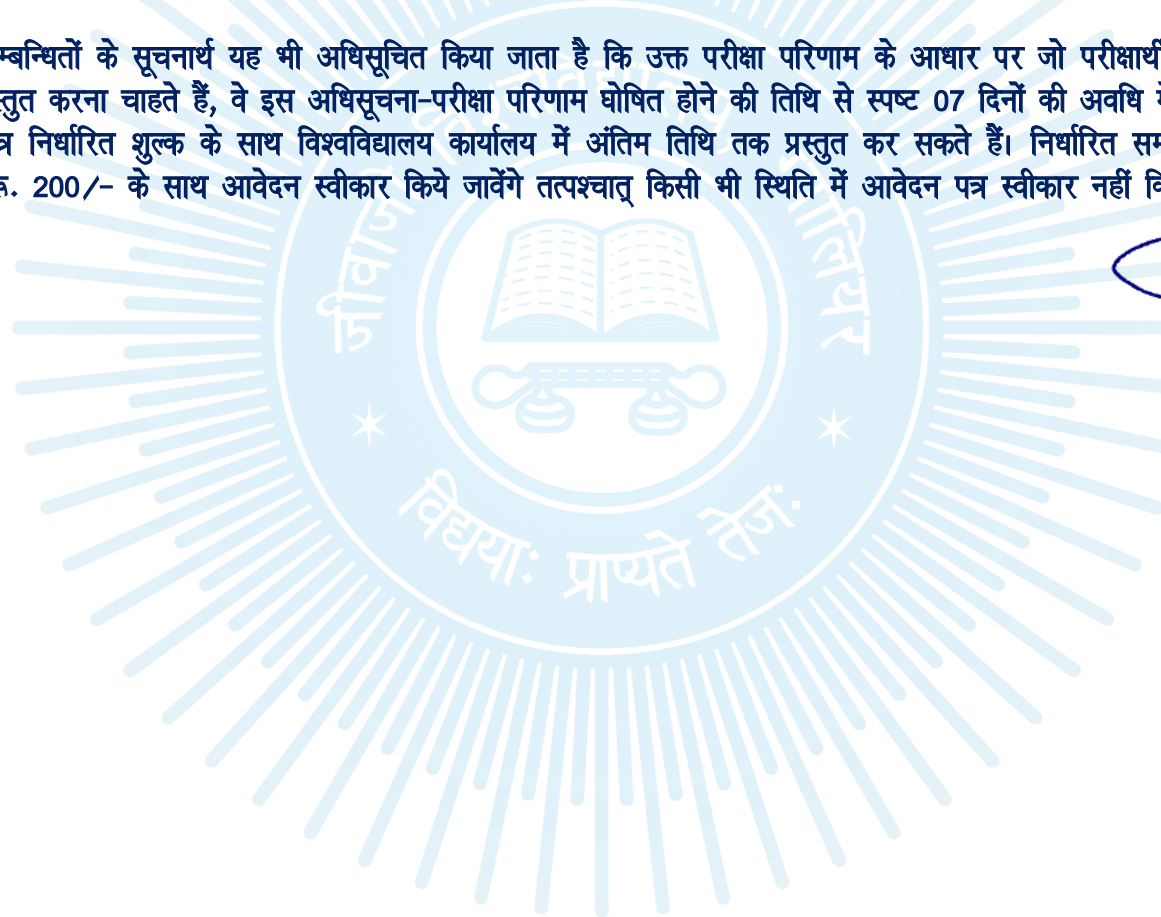 म्बन्धितों के सूचनार्थ यह भी अधिसूचित किया जाता है कि उक्त परीक्षा परिणाम के आधार पर जो परीक्षार्थी
स्तुत करना चाहते हैं, वे इस अधिसूचना-परीक्षा परिणाम घोषित होने की तिथि से स्पष्ट 07 दिनों की अवधि में
त्र निर्धारित शुल्क के साथ विश्वविद्यालय कार्यालय में अंतिम तिथि तक प्रस्तुत कर सकते हैं। निर्धारित सम
रू. 200/- के साथ आवेदन स्वीकार किये जावेंगे तत्पश्चात् किसी भी स्थिति में आवेदन पत्र स्वीकार नहीं कि
विद्यया: प्राप्यते तेज: